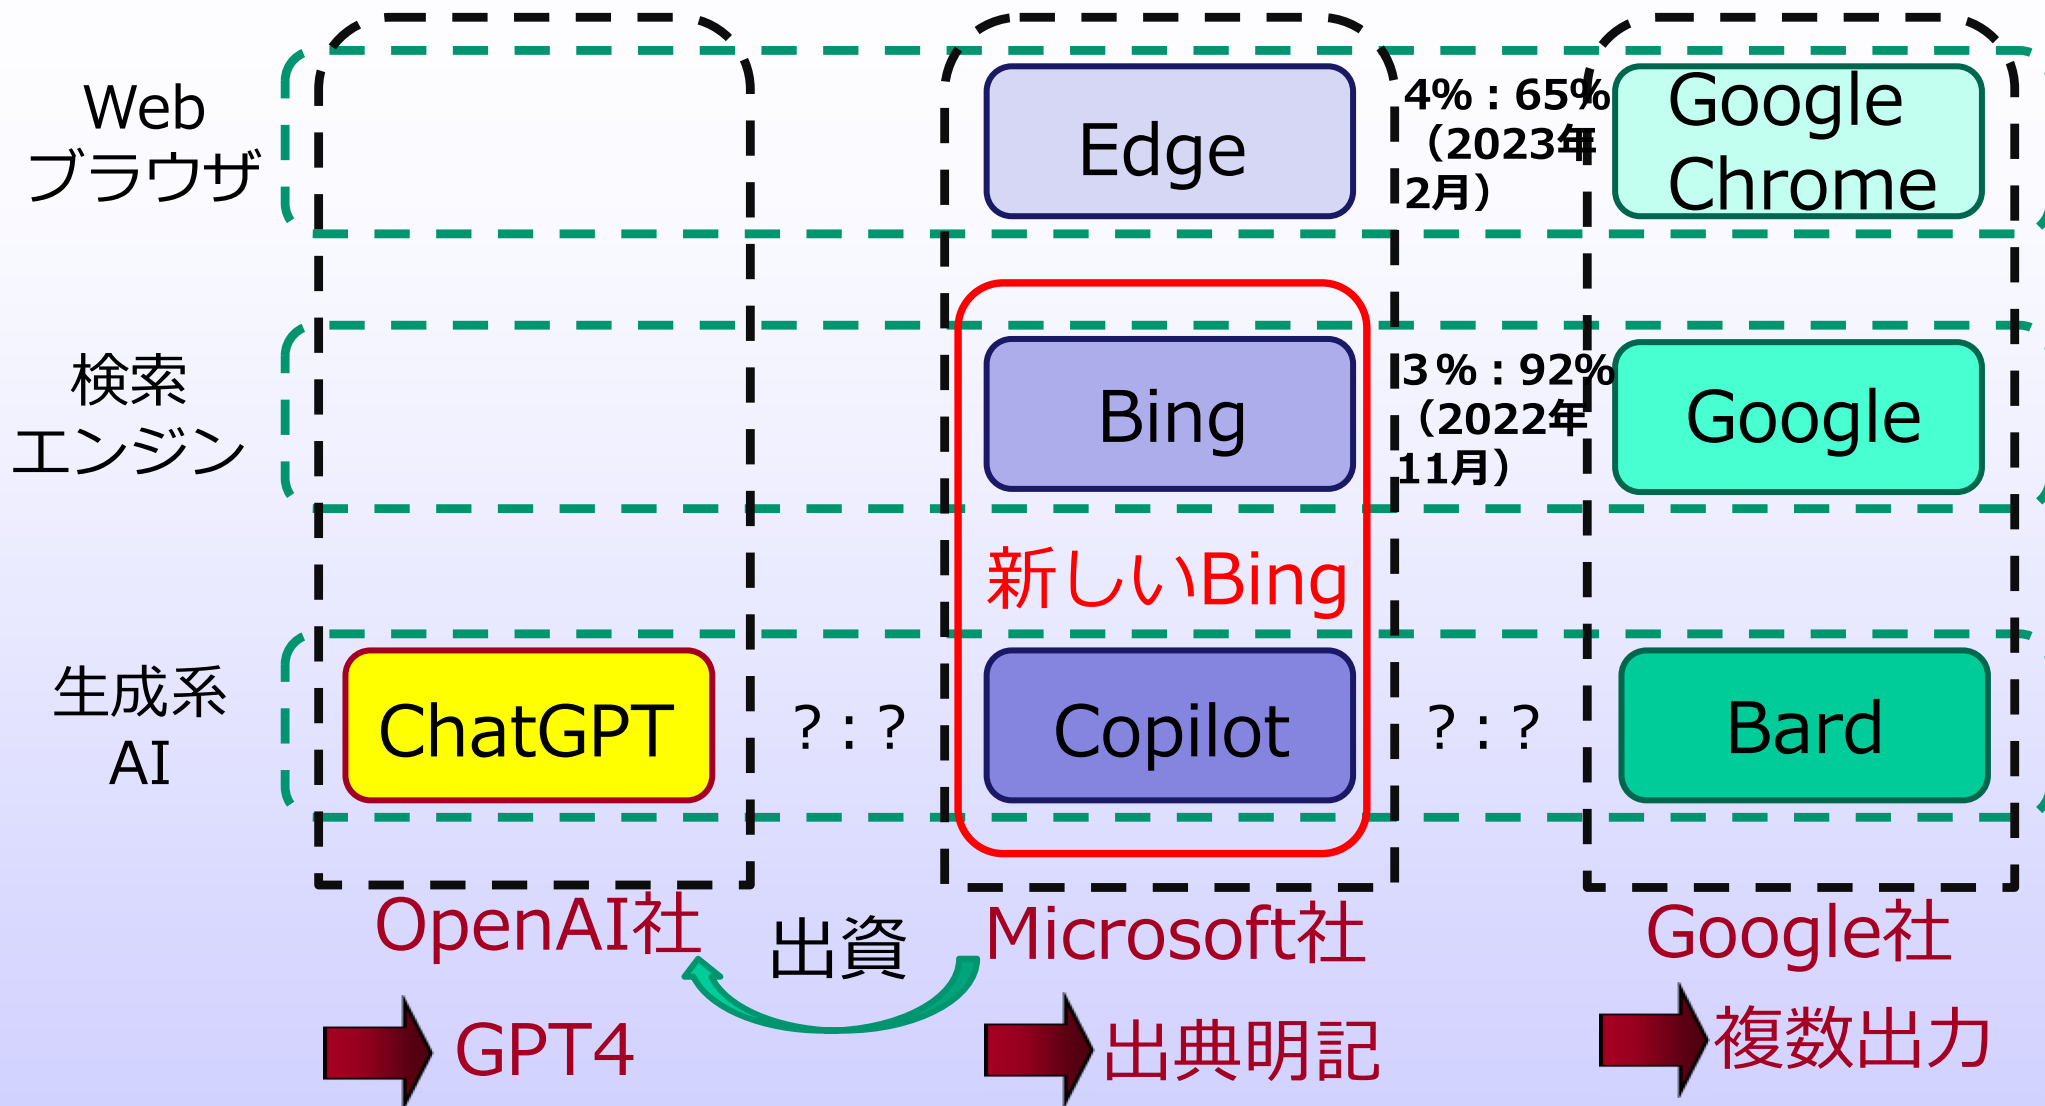 Web
ブラウザ
Edge
4%：65%
（2023年
2月）
Google
Chrome
検索
エンジン
Bing
３%：92%
（2022年
11月）
Google
新しいBing
生成系
AI
ChatGPT
？：？
Copilot
？：？
Bard
OpenAI社
出資
Microsoft社
Google社
GPT4
出典明記
複数出力